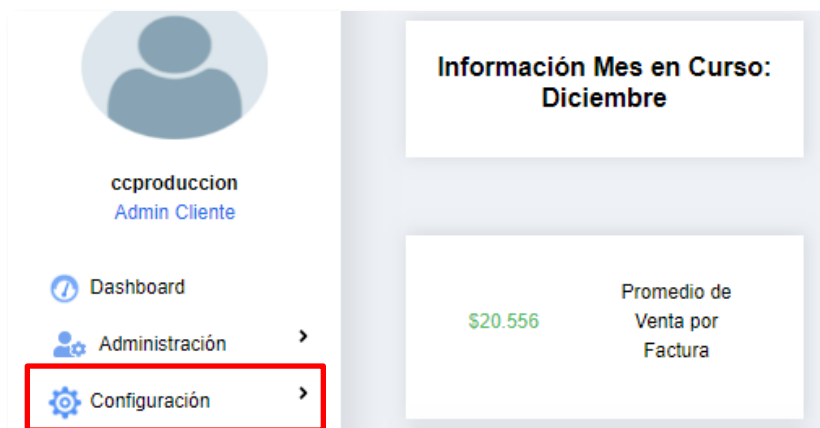 ccproduccion
Admin Cliente
Dashboard
Administración
Configuración
Información Mes en Curso:
Diciembre
$20.556
Promedio de
Venta por
Factura